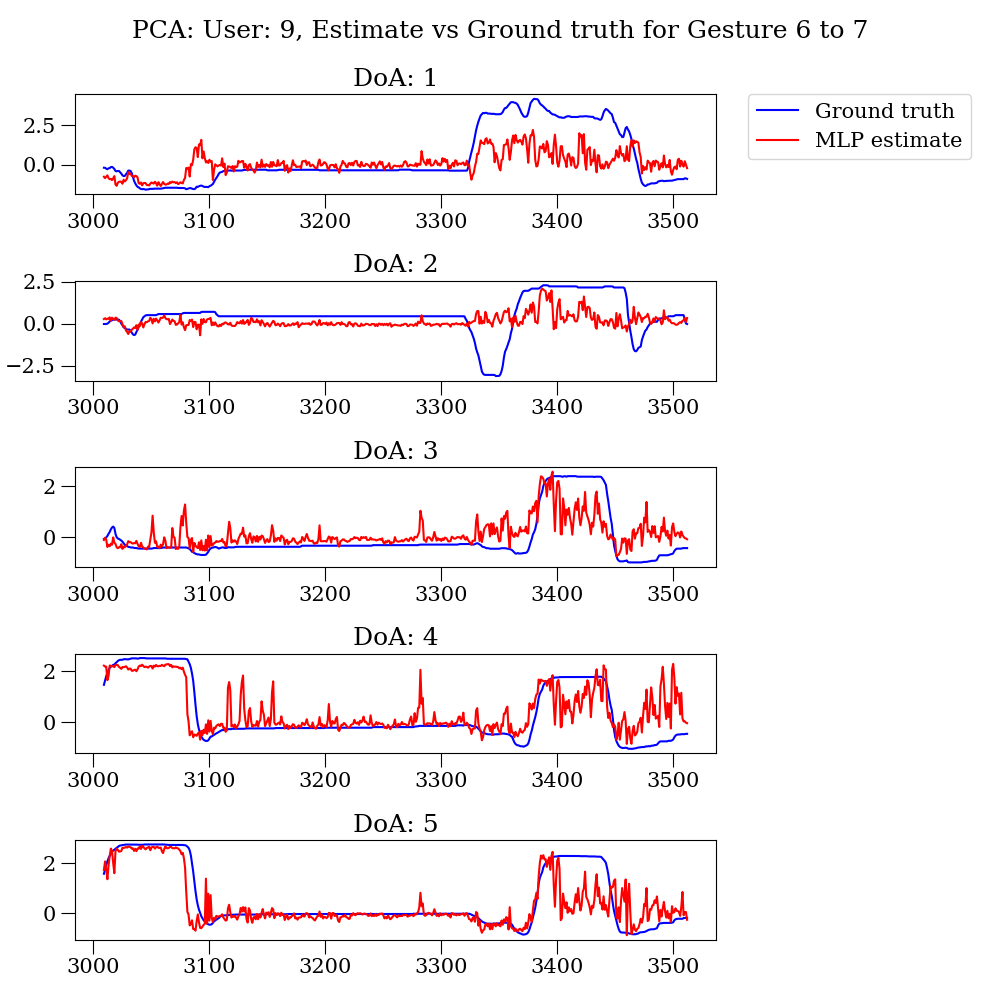 PCA: User: 9, Estimate vs Ground truth for Gesture 6 to 7
DoA: 1
Ground truth
MLP estimate
2.5
0.0
3000 3100 3200 3300 3400 3500
DoA: 2
2.5
0.0
−2.5
3000 3100 3200 3300 3400 3500
DoA: 3
2
0
3000 3100 3200 3300 3400 3500
DoA: 4
2
0
3000 3100 3200 3300 3400 3500
DoA: 5
2
0
3000 3100 3200 3300 3400 3500